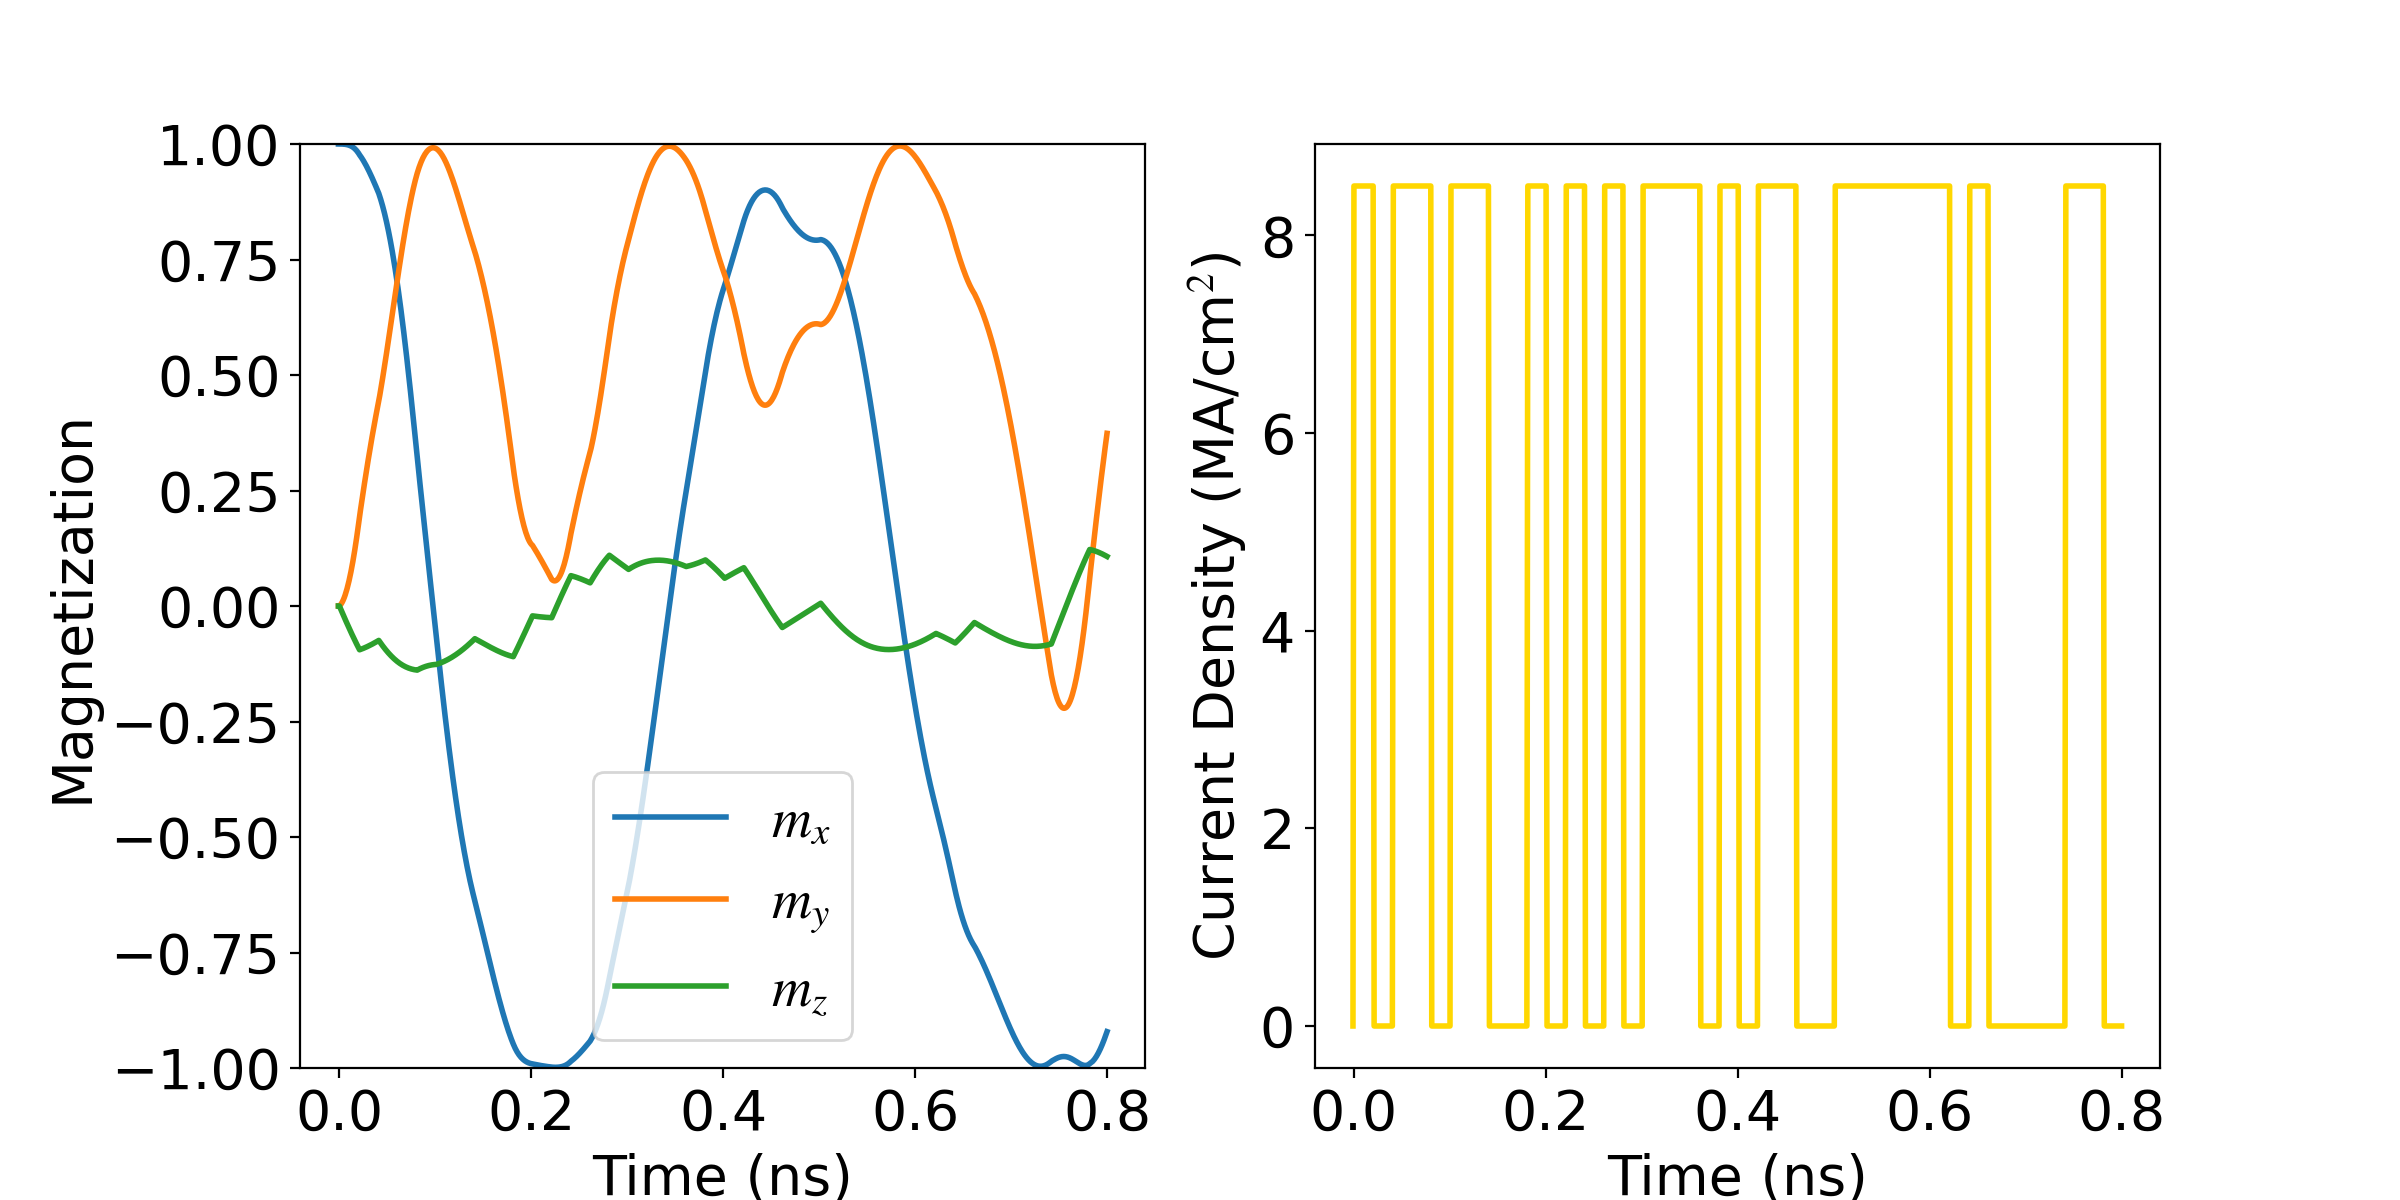 Magnetization
1.00
0.75
0.50
0.25
0.00
−0.25
−0.50
−0.75
−1.00
0.0 0.2 0.4 0.6 0.8
Time (ns)
m_x
m_y
m_z
Current Density (MA/cm²)
8
6
4
2
0
0.0 0.2 0.4 0.6 0.8
Time (ns)